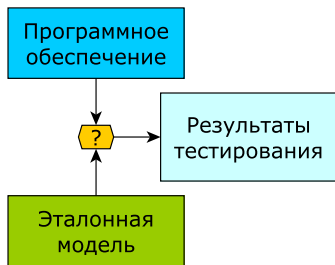 Программное
обеспечение
?
Результаты
тестирования
Эталонная
модель